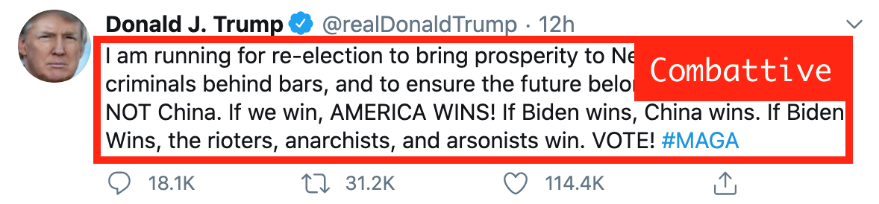 Donald J. Trump @realDonaldTrump · 12h
I am running for re-election to bring prosperity to
Combattive
criminals behind bars, and to ensure the future
NOT China. If we win, AMERICA WINS! If Biden wins, China wins. If Biden
Wins, the rioters, anarchists, and arsonists win. VOTE! #MAGA
18.1K 31.2K 114.4K